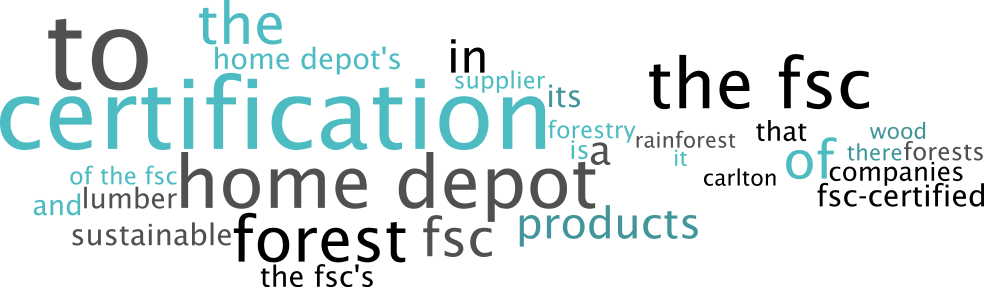 the
to
home depot's
in
supplier
the fsc
certification
its
forestry
rainforest
that
wood
is
a
it
of
there
forests
of the fsc
home depot
carlton
companies
and
lumber
fsc-certified
sustainable
forest
fsc
products
the fsc's